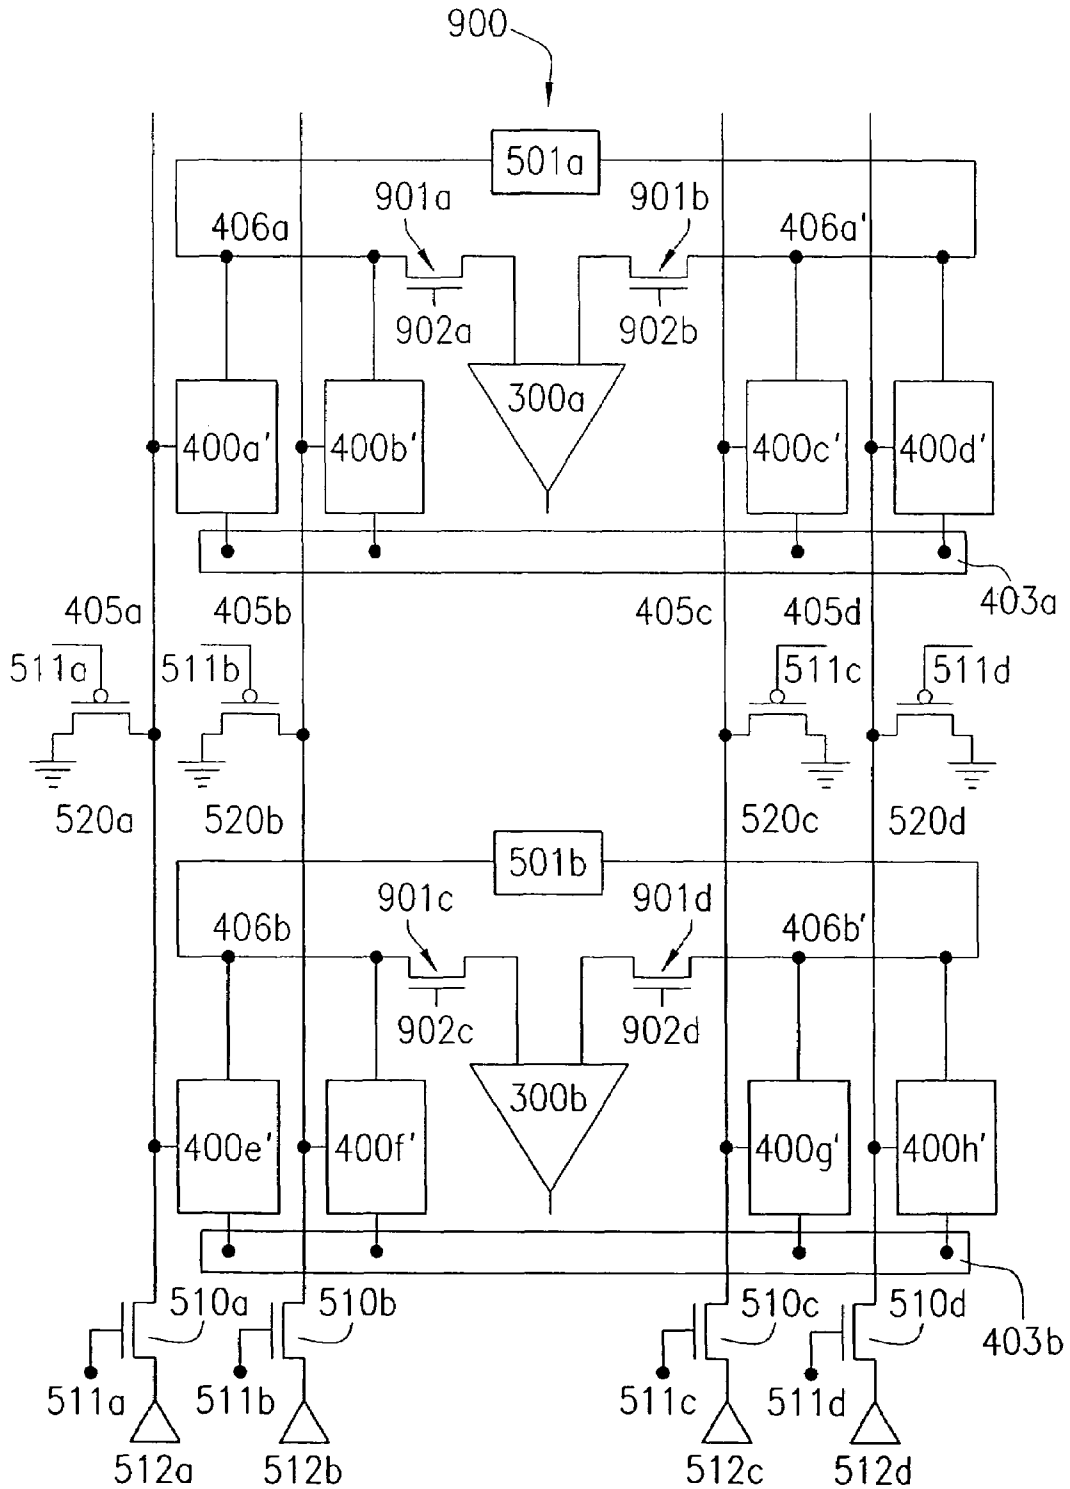 900
501a
901a 901b
406a 406a'
902a 902b
300a
400a' 400b' 400c' 400d'
403a
405a 405b 405c 405d
511a 511b 511c 511d
520a 520b 520c 520d
501b
901c 901d
406b 406b'
902c 902d
300b
400e' 400f' 400g' 400h'
510a 510b 510c 510d
403b
511a 511b 511c 511d
512a 512b 512c 512d